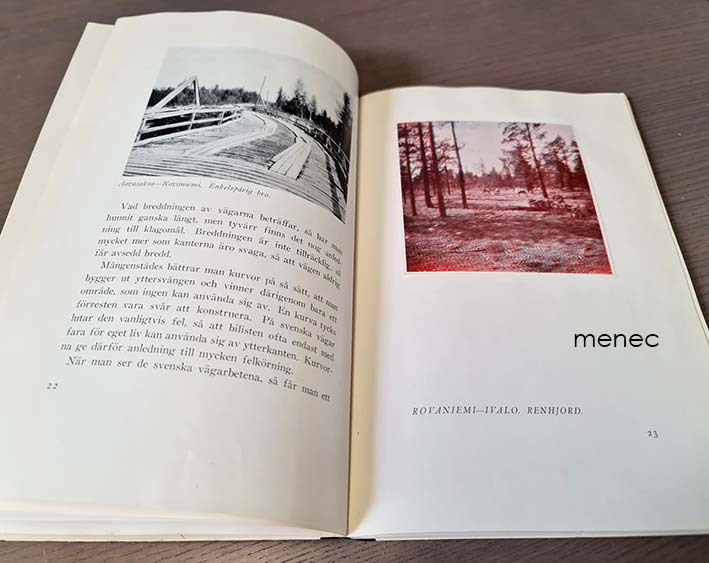 Aavasaksa—Rovaniemi. Enkelspårig bro.
Vad breddningen av vägarna beträffar, så har man
hunnit ganska långt, men tyvärr finns det nog anled-
ning till klagomål. Breddningen är inte tillräcklig, så
mycket mer som kanterna äro svaga, så att vägen aldrig
får avsedd bredd.
Mångenstädes bättrar man kurvor på så sätt, att man
bygger ut yttersvängen och vinner därigenom bara ett
område, som ingen kan använda sig av. En kurva tycks
förresten vara svår att konstruera. På svenska vägar
lutar den vanligtvis fel, så att bilisten ofta endast med
fara för eget liv kan använda sig av ytterkanten. Kurvor-
na ge därför anledning till mycken felkörning.
När man ser de svenska vägarbetena, så får man ett
22
menec
ROVANIEMI—IVALO. RENHJORD.
23